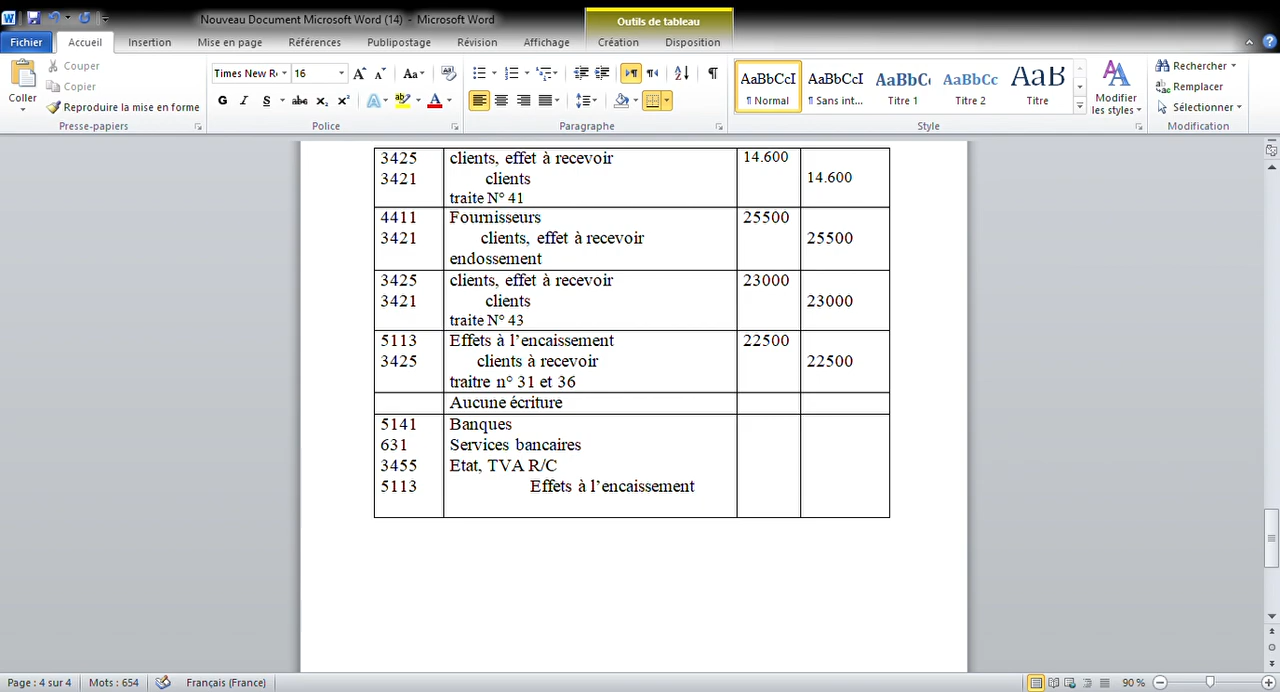 Nouveau Document Microsoft Word (14) - Microsoft Word
Outils de tableau
Fichier Accueil Insertion Mise en page Références Publipostage Révision Affichage Création Disposition
Coller
Couper
Copier
Reproduire la mise en forme
Presse-papiers
Times New R 16
G I S abc X₂ X² A ab A
Police
Paragraphe
AaBbCcI AaBbCcI AaBbC AaBbCc AaB
¶ Normal ¶ Sans int... Titre 1 Titre 2 Titre
Modifier les styles
Style
Rechercher
Remplacer
Sélectionner
Modification
3425 clients, effet à recevoir 14.600
3421 clients 14.600
traite N° 41
4411 Fournisseurs 25500
3421 clients, effet à recevoir 25500
endossement
3425 clients, effet à recevoir 23000
3421 clients 23000
traite N° 43
5113 Effets à l’encaissement 22500
3425 clients à recevoir 22500
traitre n° 31 et 36
Aucune écriture
5141 Banques
631 Services bancaires
3455 Etat, TVA R/C
5113 Effets à l’encaissement
Page : 4 sur 4 Mots : 654 Français (France) 90 %